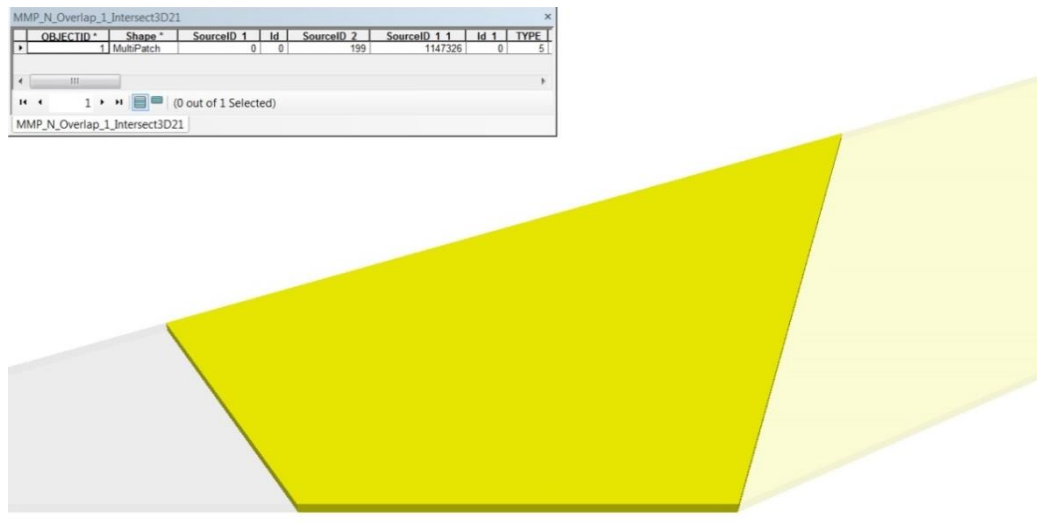 MMP_N_Overlap_1_Intersect3D21 ×
OBJECTID * Shape * SourceID_1 Id SourceID_2 SourceID_1_1 Id_1 TYPE
1 MultiPatch 0 0 199 1147326 0 5
1 (0 out of 1 Selected)
MMP_N_Overlap_1_Intersect3D21